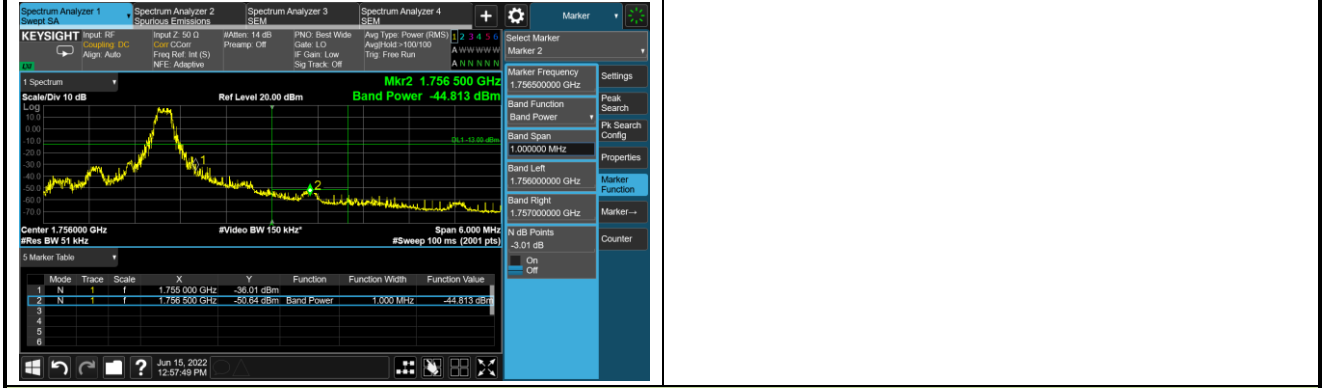 Spectrum Analyzer 1
Swept SA
Spectrum Analyzer 2
Spurious Emissions
Spectrum Analyzer 3
SEM
Spectrum Analyzer 4
SEM
+
Marker
KEYSIGHT
Input: RF
Coupling: DC
Align: Auto
Input Z: 50 Ω
Corr CCorr
Freq Ref: Int (S)
NFE: Adaptive
#Atten: 14 dB
Preamp: Off
PNO: Best Wide
Gate: LO
IF Gain: Low
Sig Track: Off
Avg Type: Power (RMS)
Avg|Hold:>100/100
Trig: Free Run
1 2 3 4 5 6
A W W W W W
A N N N N N
Select Marker
Marker 2
1 Spectrum
Mkr2 1.756 500 GHz
Scale/Div 10 dB
Ref Level 20.00 dBm
Band Power -44.813 dBm
Log
10.0
0.00
-10.0
-20.0
-30.0
-40.0
-50.0
-60.0
-70.0
DL1 -13.00 dBm
1
2
Center 1.756000 GHz
#Video BW 150 kHz*
Span 6.000 MHz
#Res BW 51 kHz
#Sweep 100 ms (2001 pts)
Marker Frequency
1.756500000 GHz
Band Function
Band Power
Band Span
1.000000 MHz
Band Left
1.756000000 GHz
Band Right
1.757000000 GHz
N dB Points
-3.01 dB
On
Off
Settings
Peak
Search
Pk Search
Config
Properties
Marker
Function
Marker→
Counter
5 Marker Table
Mode Trace Scale X Y Function Function Width Function Value
1 N 1 f 1.755 000 GHz -36.01 dBm
2 N 1 f 1.756 500 GHz -50.64 dBm Band Power 1.000 MHz -44.813 dBm
3
4
5
6
?
Jun 15, 2022
12:57:49 PM